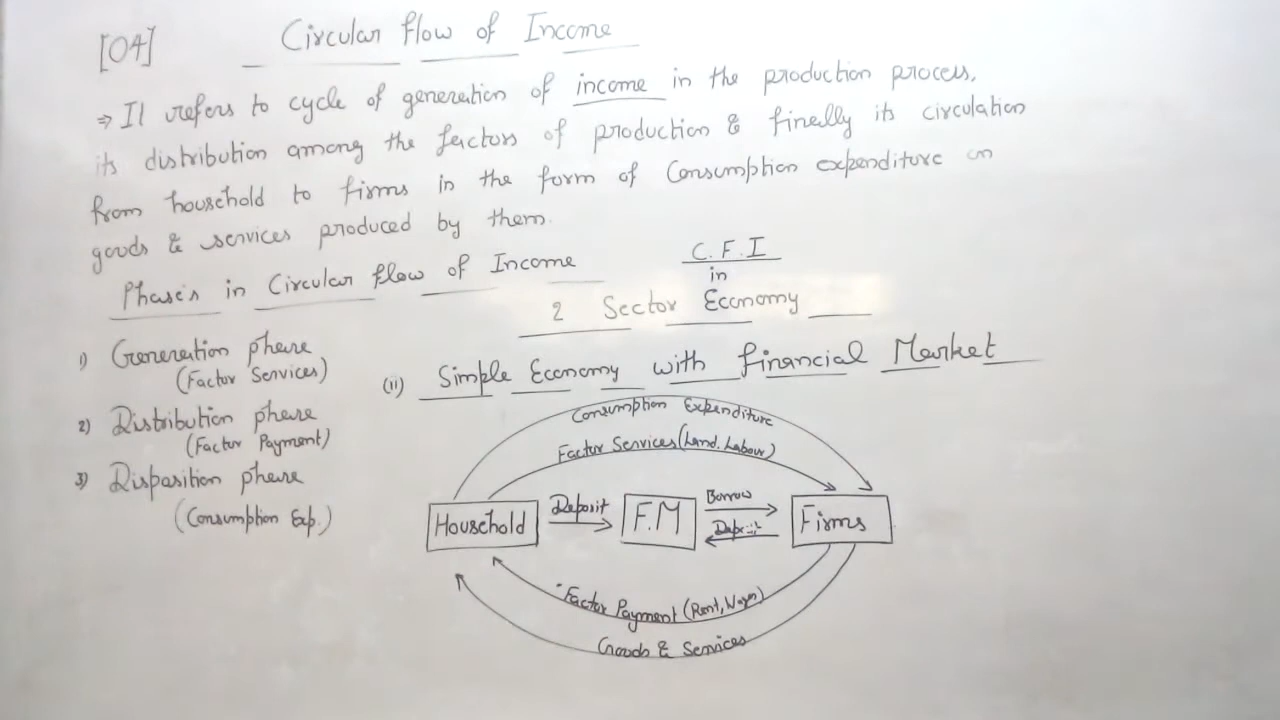 [04] Circular flow of Income
⇒ It refers to cycle of generation of income in the production process,
its distribution among the factors of production & finally its circulation
from household to firms in the form of Consumption expenditure on
goods & services produced by them.
Phases in Circular flow of Income
C.F.I
in
2 Sector Economy
1) Generation phase
(Factor Services)
2) Distribution phase
(Factor Payment)
3) Disposition phase
(Consumption Exp.)
(ii) Simple Economy with financial Market
Consumption Expenditure
Factor Services (Land, Labour)
Household
Deposit
F.M
Borrow
Deposit
Firms
Factor Payment (Rent, Wages)
Goods & Services